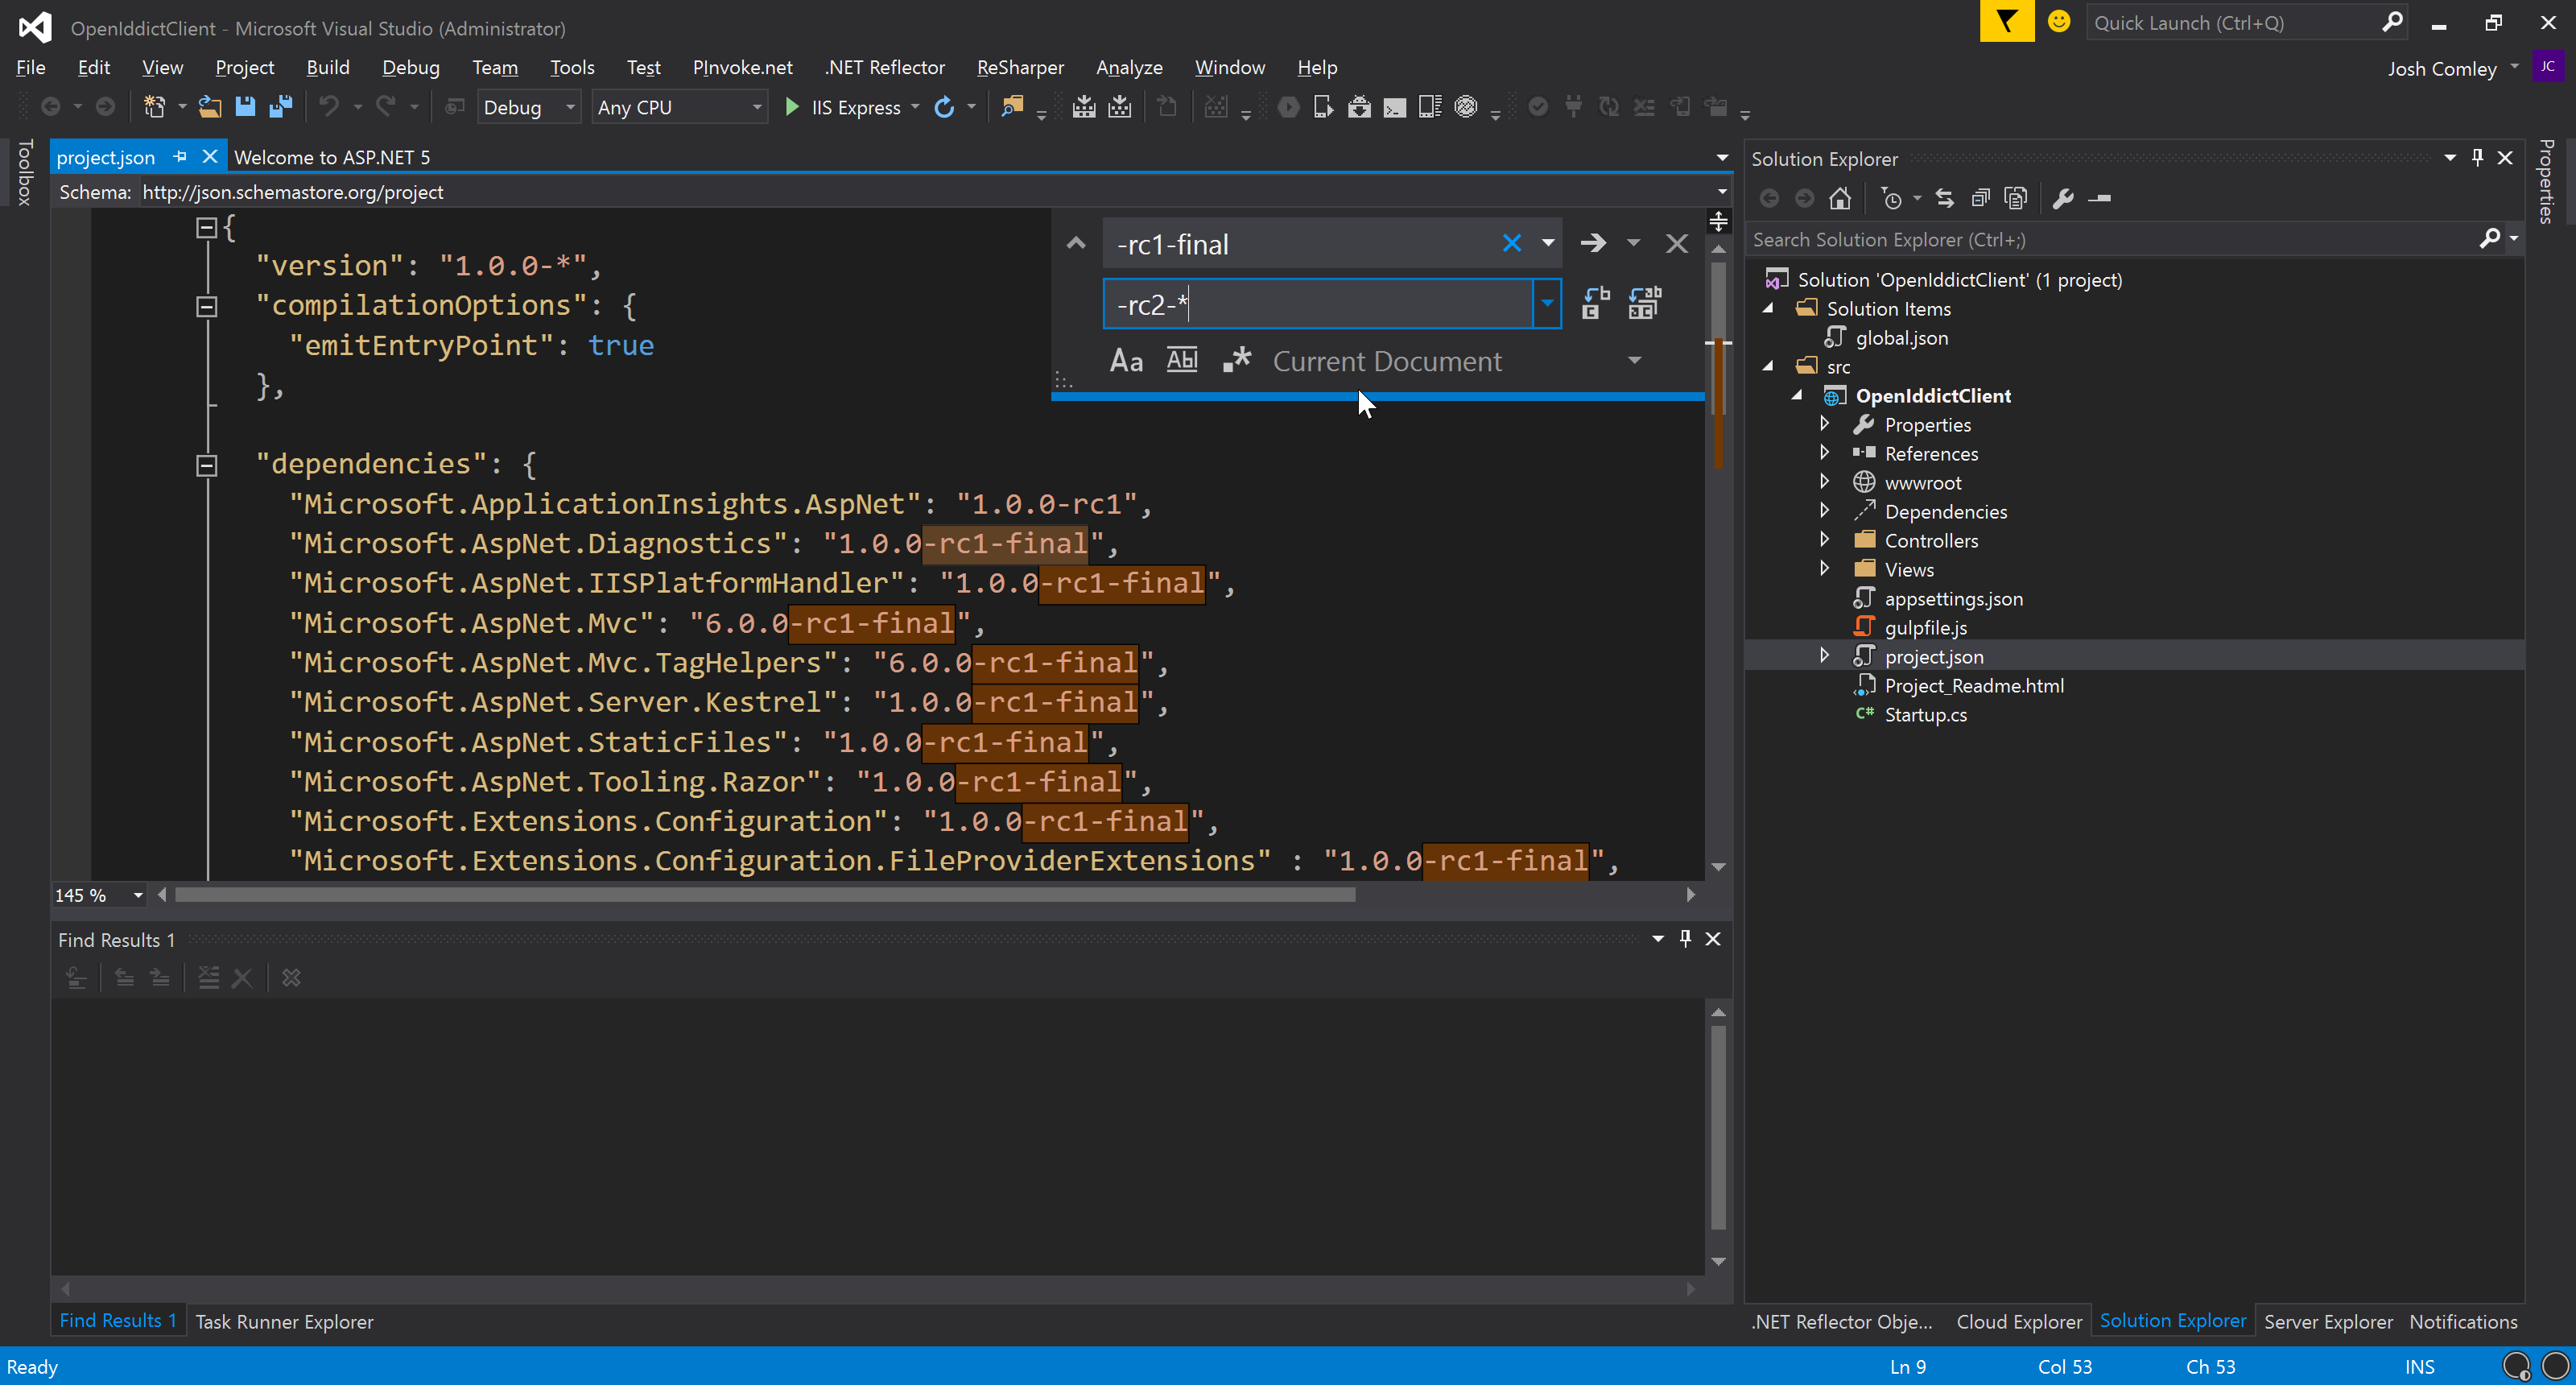 OpenIddictClient - Microsoft Visual Studio (Administrator)
Quick Launch (Ctrl+Q)
File Edit View Project Build Debug Team Tools Test PInvoke.net .NET Reflector ReSharper Analyze Window Help
Josh Comley JC
Debug Any CPU IIS Express
Toolbox
project.json Welcome to ASP.NET 5
Schema: http://json.schemastore.org/project
{
"version": "1.0.0-*",
"compilationOptions": {
"emitEntryPoint": true
},
"dependencies": {
"Microsoft.ApplicationInsights.AspNet": "1.0.0-rc1",
"Microsoft.AspNet.Diagnostics": "1.0.0-rc1-final",
"Microsoft.AspNet.IISPlatformHandler": "1.0.0-rc1-final",
"Microsoft.AspNet.Mvc": "6.0.0-rc1-final",
"Microsoft.AspNet.Mvc.TagHelpers": "6.0.0-rc1-final",
"Microsoft.AspNet.Server.Kestrel": "1.0.0-rc1-final",
"Microsoft.AspNet.StaticFiles": "1.0.0-rc1-final",
"Microsoft.AspNet.Tooling.Razor": "1.0.0-rc1-final",
"Microsoft.Extensions.Configuration": "1.0.0-rc1-final",
"Microsoft.Extensions.Configuration.FileProviderExtensions" : "1.0.0-rc1-final",
-rc1-final
-rc2-*
Aa Abl .* Current Document
145 %
Find Results 1
Find Results 1 Task Runner Explorer
Solution Explorer
Search Solution Explorer (Ctrl+;)
Solution 'OpenIddictClient' (1 project)
Solution Items
global.json
src
OpenIddictClient
Properties
References
wwwroot
Dependencies
Controllers
Views
appsettings.json
gulpfile.js
project.json
Project_Readme.html
C# Startup.cs
.NET Reflector Obje... Cloud Explorer Solution Explorer Server Explorer Notifications
Properties
Ready Ln 9 Col 53 Ch 53 INS